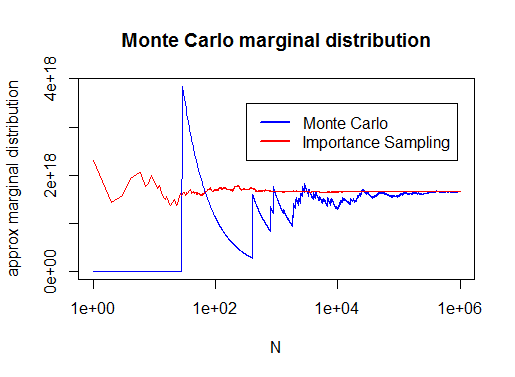 Monte Carlo marginal distribution
approx marginal distribution
4e+18
2e+18
0e+00
Monte Carlo
Importance Sampling
1e+00 1e+02 1e+04 1e+06
N